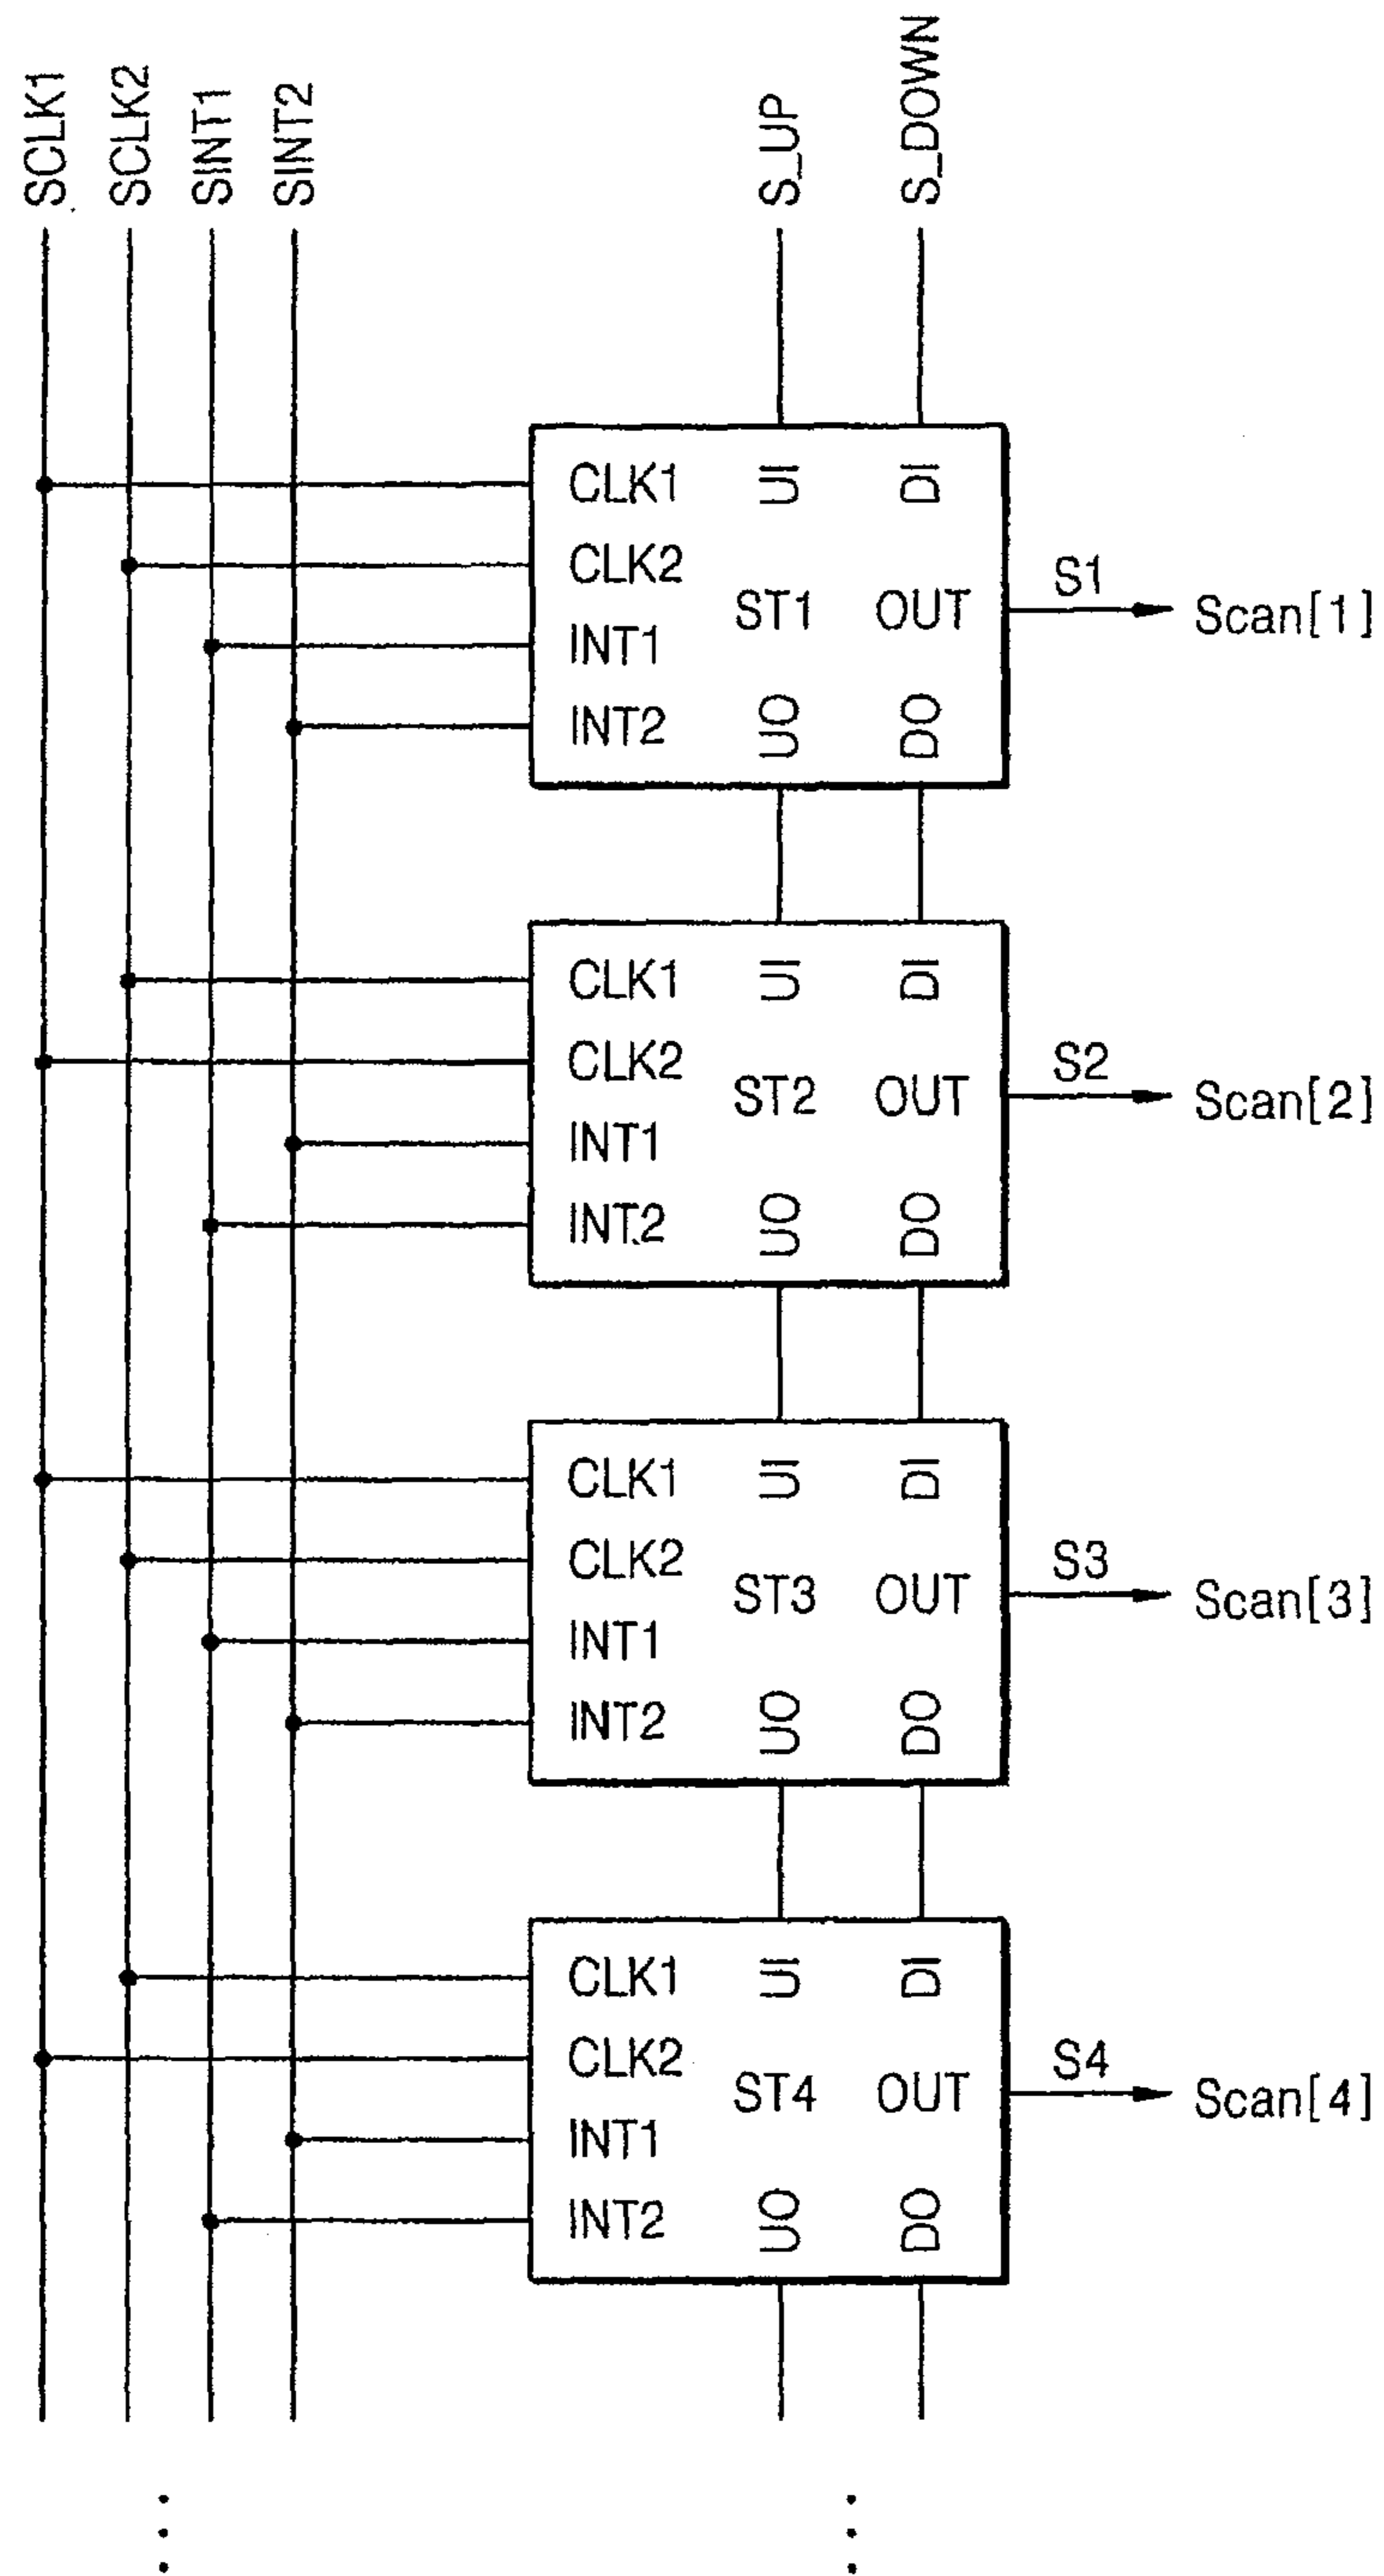 SCLK1
SCLK2
SINT1
SINT2
S_UP
S_DOWN
CLK1 UI DI
CLK2
ST1 OUT S1 Scan[1]
INT1
INT2 UO DO
CLK1 UI DI
CLK2
ST2 OUT S2 Scan[2]
INT1
INT2 UO DO
CLK1 UI DI
CLK2
ST3 OUT S3 Scan[3]
INT1
INT2 UO DO
CLK1 UI DI
CLK2
ST4 OUT S4 Scan[4]
INT1
INT2 UO DO